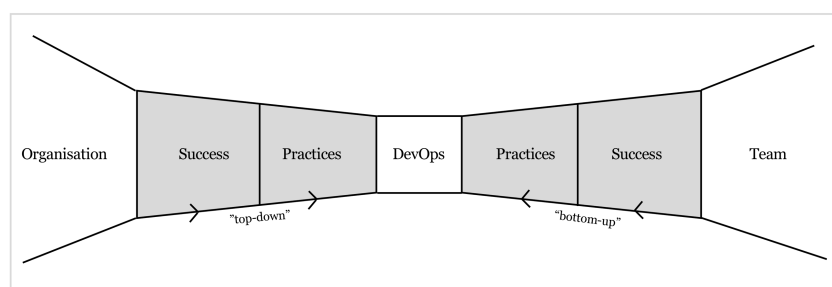 Organisation
Success
Practices
DevOps
Practices
Success
Team
”top-down”
“bottom-up”